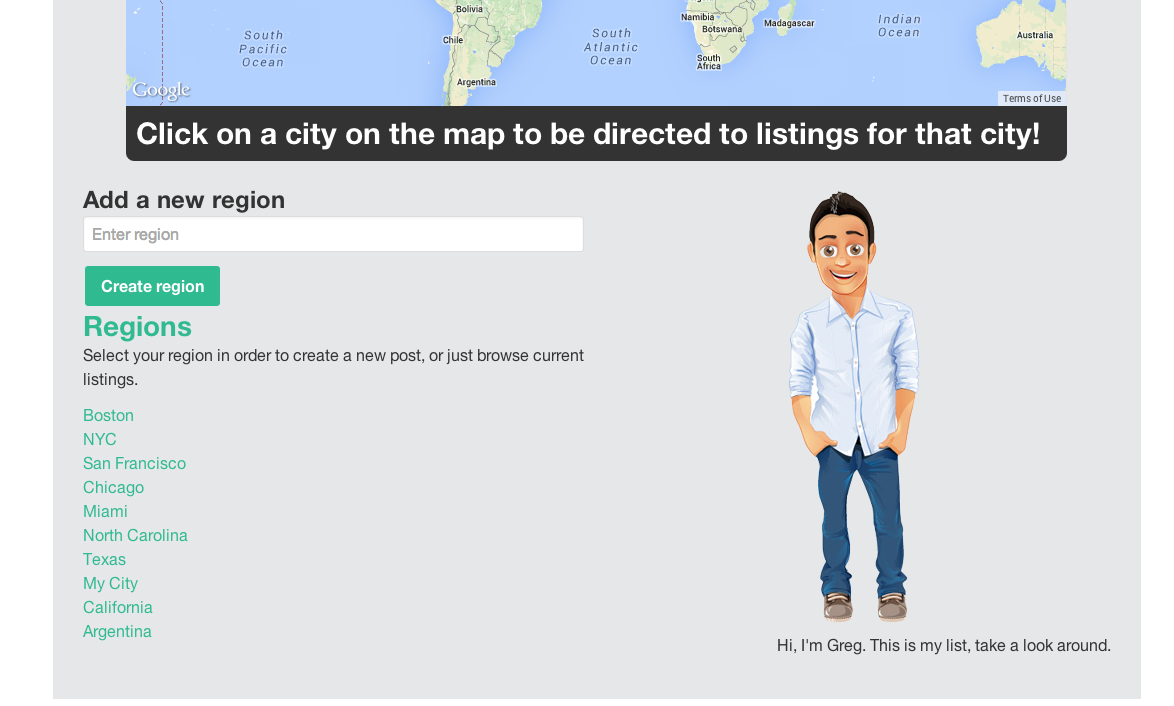 Bolivia
Namibia
Botswana
Madagascar
Indian
Ocean
South
Pacific
Ocean
Chile
South
Atlantic
Ocean
Australia
South
Africa
Argentina
Google
Terms of Use
Click on a city on the map to be directed to listings for that city!
Add a new region
Enter region
Create region
Regions
Select your region in order to create a new post, or just browse current
listings.
Boston
NYC
San Francisco
Chicago
Miami
North Carolina
Texas
My City
California
Argentina
Hi, I'm Greg. This is my list, take a look around.